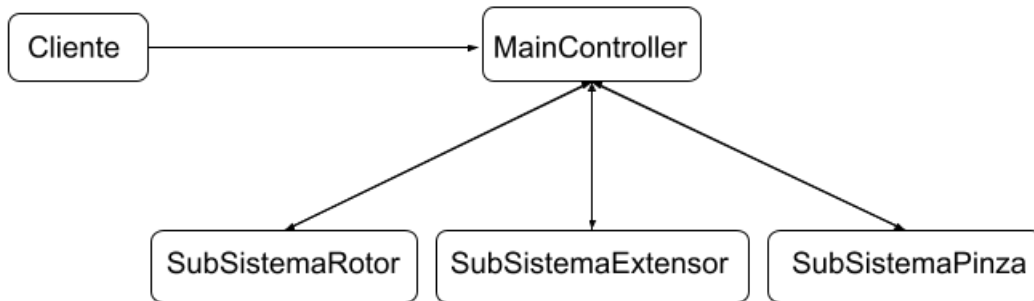 Cliente
MainController
SubSistemaRotor
SubSistemaExtensor
SubSistemaPinza